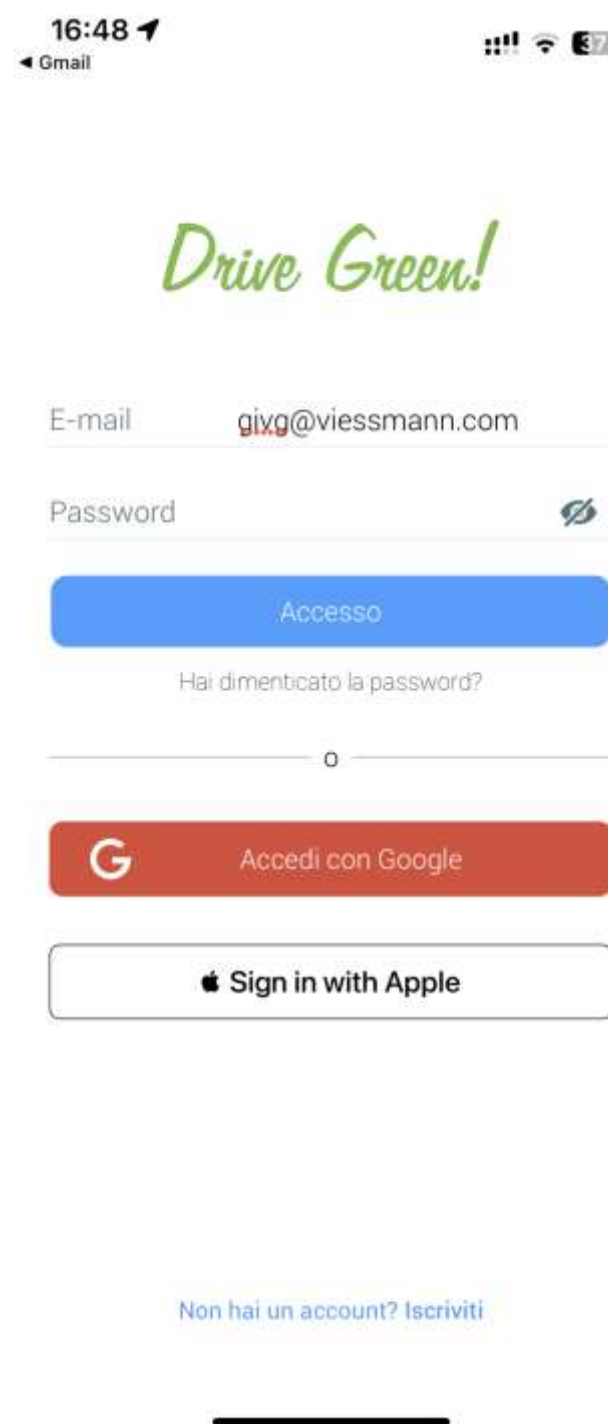 16:48
◀ Gmail
37
Drive Green!
E-mail givg@viessmann.com
Password
Accesso
Hai dimenticato la password?
o
G Accedi con Google
Sign in with Apple
Non hai un account? Iscriviti